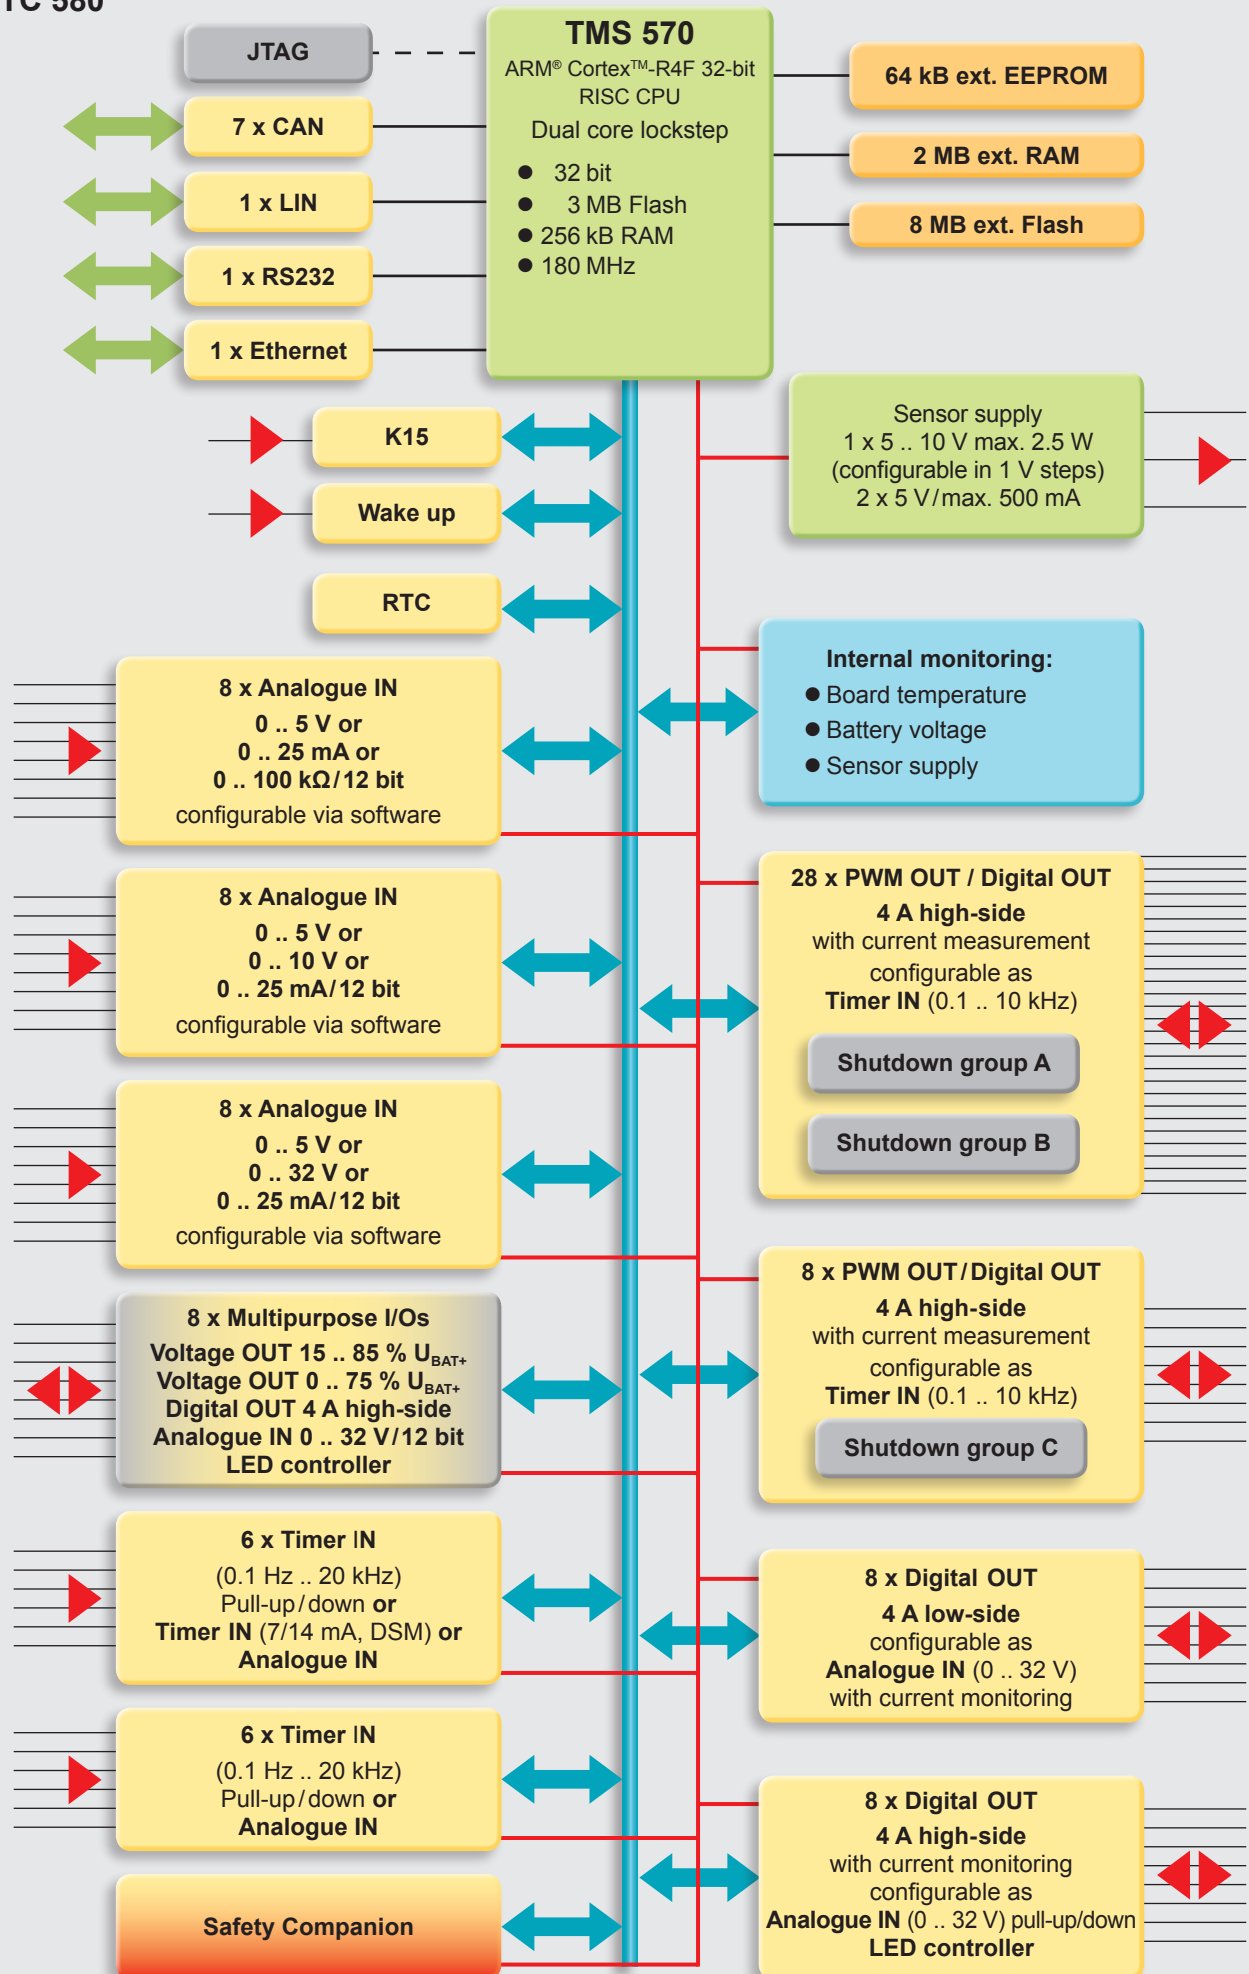 TC 580
JTAG
7 x CAN
1 x LIN
1 x RS232
1 x Ethernet
TMS 570
ARM® Cortex™-R4F 32-bit
RISC CPU
Dual core lockstep
● 32 bit
● 3 MB Flash
● 256 kB RAM
● 180 MHz
64 kB ext. EEPROM
2 MB ext. RAM
8 MB ext. Flash
K15
Wake up
RTC
Sensor supply
1 x 5 .. 10 V max. 2.5 W
(configurable in 1 V steps)
2 x 5 V/max. 500 mA
Internal monitoring:
● Board temperature
● Battery voltage
● Sensor supply
8 x Analogue IN
0 .. 5 V or
0 .. 25 mA or
0 .. 100 kΩ/12 bit
configurable via software
8 x Analogue IN
0 .. 5 V or
0 .. 10 V or
0 .. 25 mA/12 bit
configurable via software
8 x Analogue IN
0 .. 5 V or
0 .. 32 V or
0 .. 25 mA/12 bit
configurable via software
8 x Multipurpose I/Os
Voltage OUT 15 .. 85 % UBAT+
Voltage OUT 0 .. 75 % UBAT+
Digital OUT 4 A high-side
Analogue IN 0 .. 32 V/12 bit
LED controller
6 x Timer IN
(0.1 Hz .. 20 kHz)
Pull-up/down or
Timer IN (7/14 mA, DSM) or
Analogue IN
6 x Timer IN
(0.1 Hz .. 20 kHz)
Pull-up/down or
Analogue IN
Safety Companion
28 x PWM OUT / Digital OUT
4 A high-side
with current measurement
configurable as
Timer IN (0.1 .. 10 kHz)
Shutdown group A
Shutdown group B
8 x PWM OUT/Digital OUT
4 A high-side
with current measurement
configurable as
Timer IN (0.1 .. 10 kHz)
Shutdown group C
8 x Digital OUT
4 A low-side
configurable as
Analogue IN (0 .. 32 V)
with current monitoring
8 x Digital OUT
4 A high-side
with current monitoring
configurable as
Analogue IN (0 .. 32 V) pull-up/down
LED controller